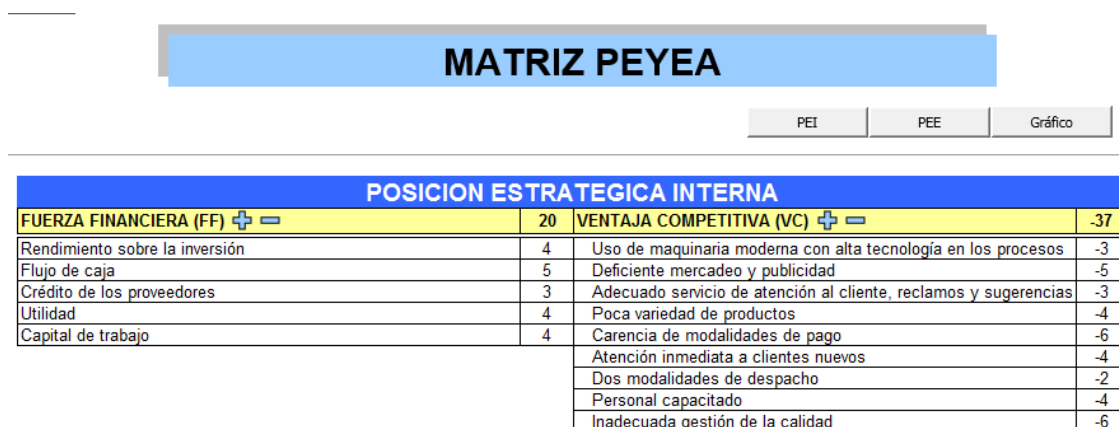 MATRIZ PEYEA
PEI PEE Gráfico
POSICION ESTRATEGICA INTERNA
FUERZA FINANCIERA (FF) 20 VENTAJA COMPETITIVA (VC) -37
Rendimiento sobre la inversión 4 Uso de maquinaria moderna con alta tecnología en los procesos -3
Flujo de caja 5 Deficiente mercadeo y publicidad -5
Crédito de los proveedores 3 Adecuado servicio de atención al cliente, reclamos y sugerencias -3
Utilidad 4 Poca variedad de productos -4
Capital de trabajo 4 Carencia de modalidades de pago -6
Atención inmediata a clientes nuevos -4
Dos modalidades de despacho -2
Personal capacitado -4
Inadecuada gestión de la calidad -6